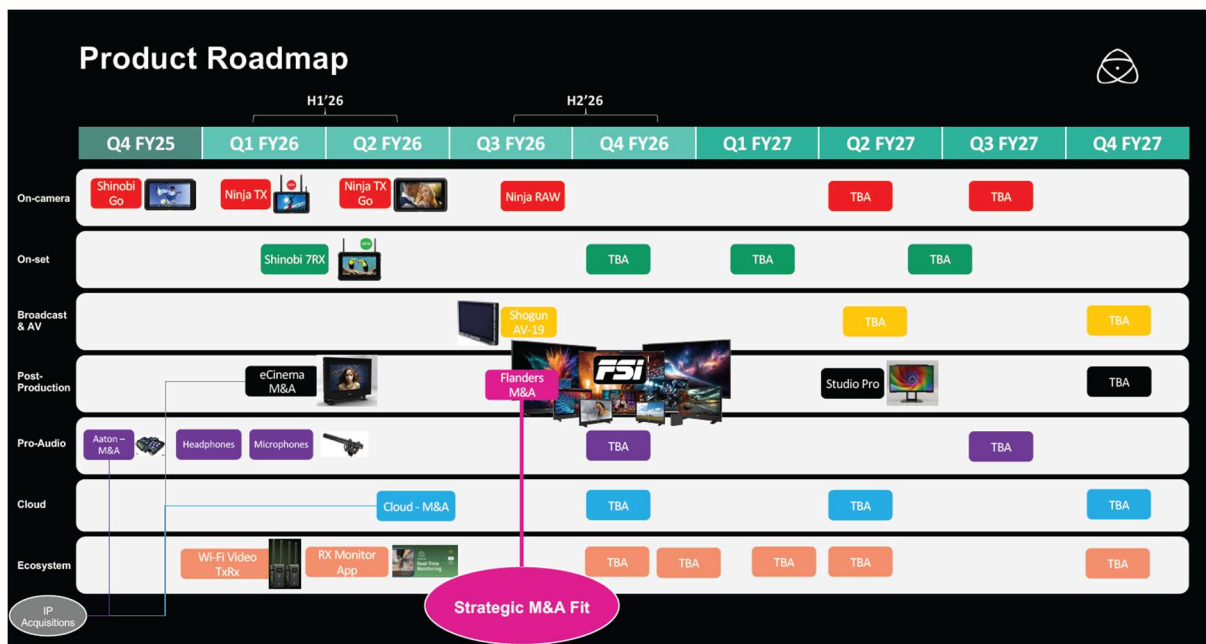 Product Roadmap
H1'26
H2'26
Q4 FY25
Q1 FY26
Q2 FY26
Q3 FY26
Q4 FY26
Q1 FY27
Q2 FY27
Q3 FY27
Q4 FY27
On-camera
Shinobi
Go
Ninja TX
Ninja TX
Go
Ninja RAW
TBA
TBA
On-set
Shinobi 7RX
TBA
TBA
TBA
Broadcast
& AV
Shogun
AV-19
TBA
TBA
Post-
Production
eCinema
M&A
Flanders
M&A
FSI
Studio Pro
TBA
Pro-Audio
Aaton –
M&A
Headphones
Microphones
TBA
TBA
Cloud
Cloud - M&A
TBA
TBA
TBA
Ecosystem
Wi-Fi Video
TxRx
RX Monitor
App
Real-Time
Monitoring
TBA
TBA
TBA
TBA
TBA
IP
Acquisitions
Strategic M&A Fit